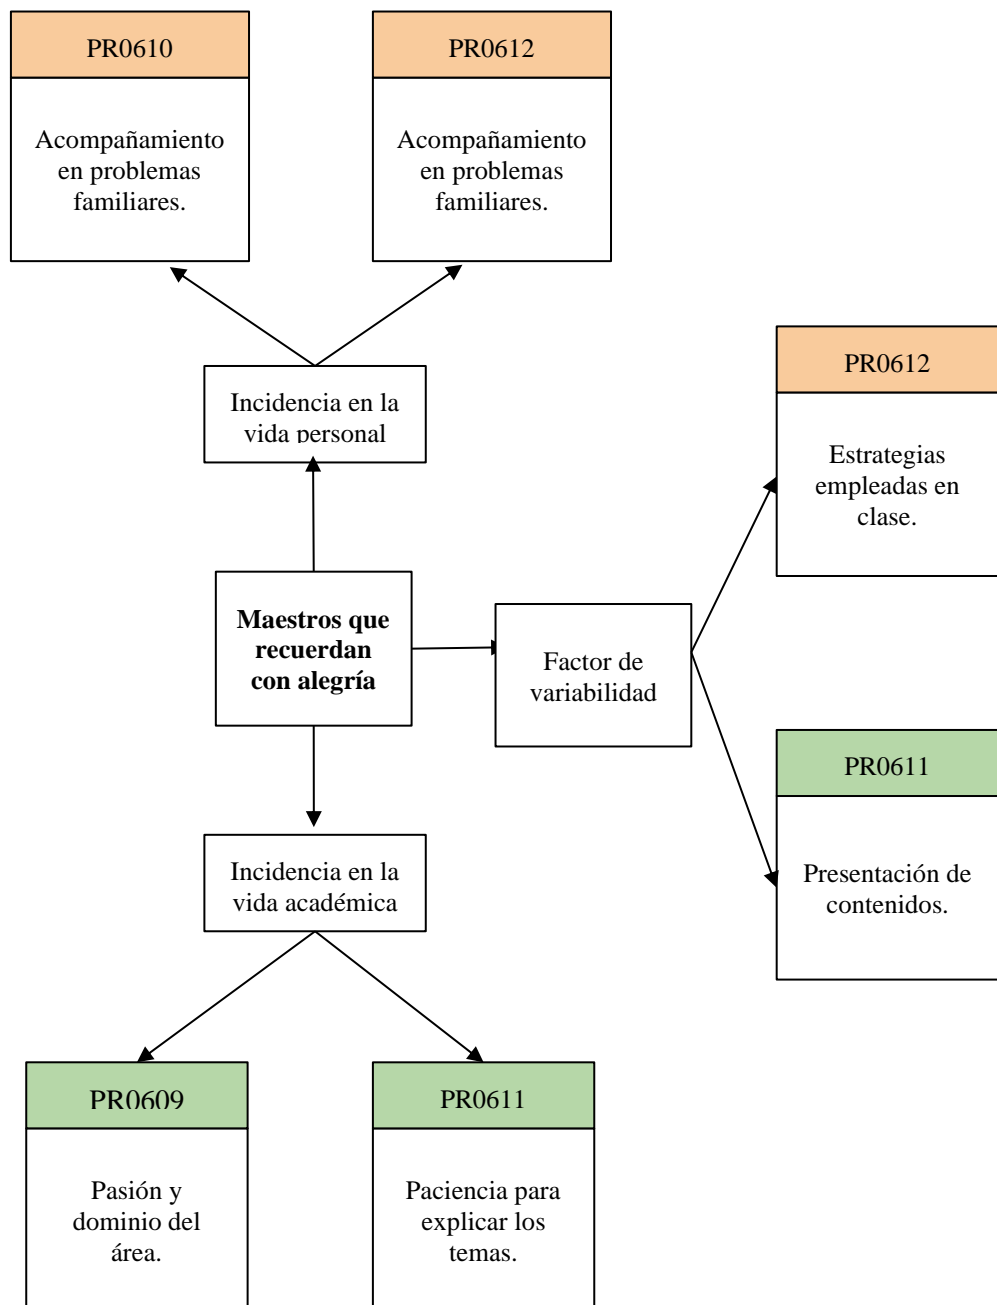 PR0610
Acompañamiento
en problemas
familiares.
PR0612
Acompañamiento
en problemas
familiares.
Incidencia en la
vida personal
PR0612
Estrategias
empleadas en
clase.
Maestros que
recuerdan
con alegría
Factor de
variabilidad
PR0611
Presentación de
contenidos.
Incidencia en la
vida académica
PR0609
Pasión y
dominio del
área.
PR0611
Paciencia para
explicar los
temas.